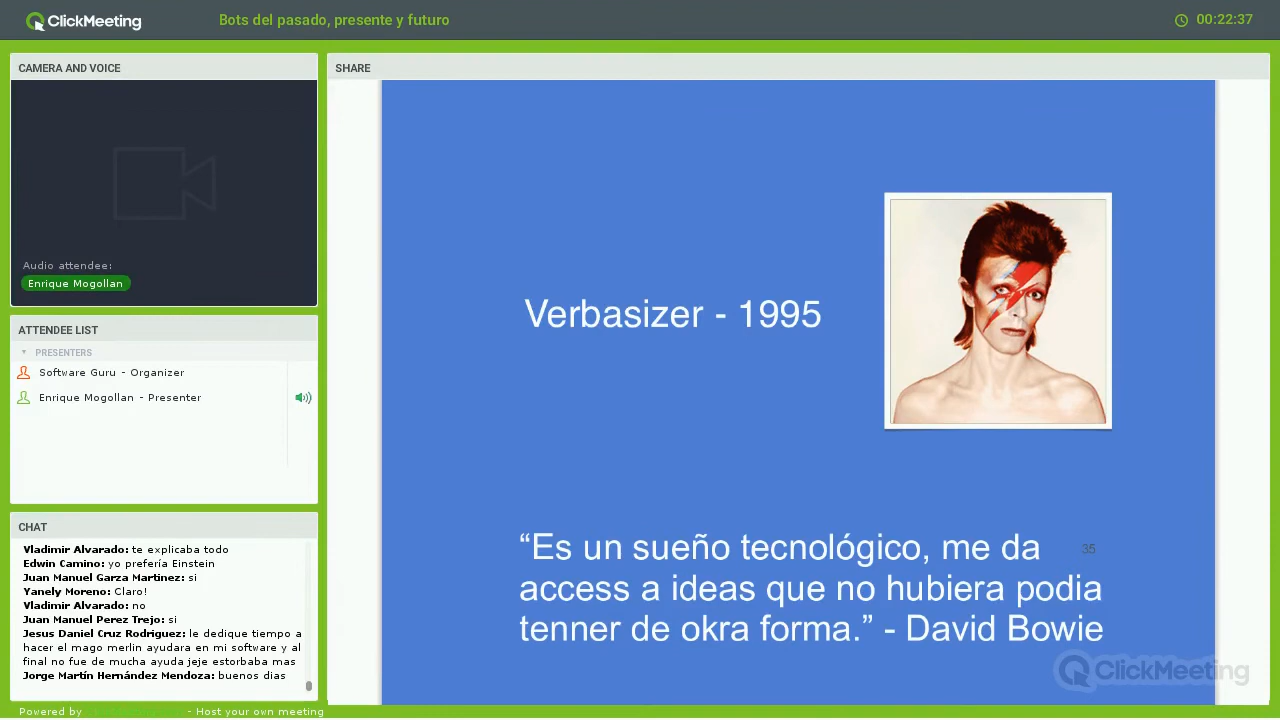 ClickMeeting
Bots del pasado, presente y futuro
00:22:37
CAMERA AND VOICE
Audio attendee:
Enrique Mogollan
ATTENDEE LIST
PRESENTERS
Software Guru - Organizer
Enrique Mogollan - Presenter
CHAT
Vladimir Alvarado: te explicaba todo
Edwin Camino: yo prefería Einstein
Juan Manuel Garza Martinez: si
Yanely Moreno: Claro!
Vladimir Alvarado: no
Juan Manuel Perez Trejo: si
Jesus Daniel Cruz Rodriguez: le dedique tiempo a
hacer el mago merlin ayudara en mi software y al
final no fue de mucha ayuda jeje estorbaba mas
Jorge Martín Hernández Mendoza: buenos dias
Powered by - Host your own meeting
SHARE
Verbasizer - 1995
“Es un sueño tecnológico, me da
35
access a ideas que no hubiera podia
tenner de okra forma.” - David Bowie
ClickMeeting